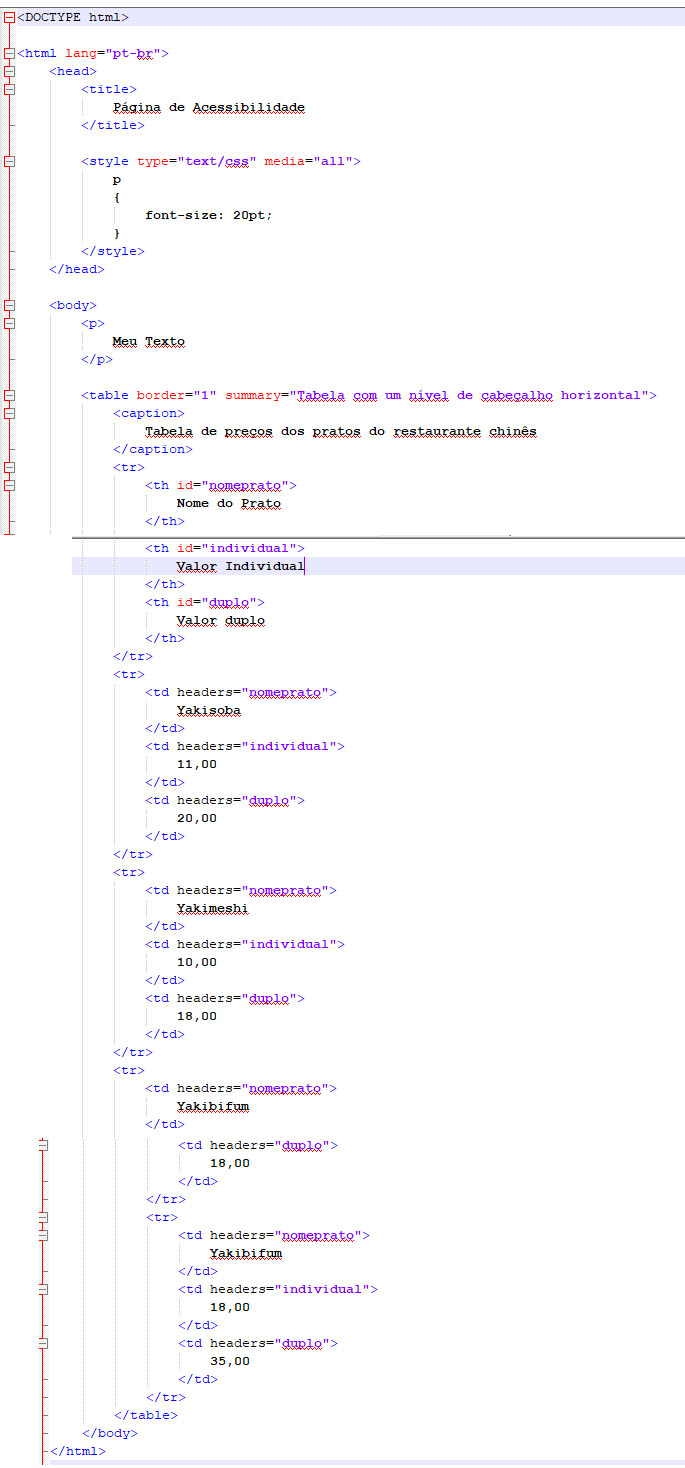 <DOCTYPE html>
<html lang="pt-br">
<head>
<title>
Página de Acessibilidade
</title>
<style type="text/css" media="all">
p
{
font-size: 20pt;
}
</style>
</head>
<body>
<p>
Meu Texto
</p>
<table border="1" summary="Tabela com um nível de cabeçalho horizontal">
<caption>
Tabela de preços dos pratos do restaurante chinês
</caption>
<tr>
<th id="nomeprato">
Nome do Prato
</th>
<th id="individual">
Valor Individual
</th>
<th id="duplo">
Valor duplo
</th>
</tr>
<tr>
<td headers="nomeprato">
Yakisoba
</td>
<td headers="individual">
11,00
</td>
<td headers="duplo">
20,00
</td>
</tr>
<tr>
<td headers="nomeprato">
Yakimeshi
</td>
<td headers="individual">
10,00
</td>
<td headers="duplo">
18,00
</td>
</tr>
<tr>
<td headers="nomeprato">
Yakibifum
</td>
<td headers="duplo">
18,00
</td>
</tr>
<tr>
<td headers="nomeprato">
Yakibifum
</td>
<td headers="individual">
18,00
</td>
<td headers="duplo">
35,00
</td>
</tr>
</table>
</body>
</html>